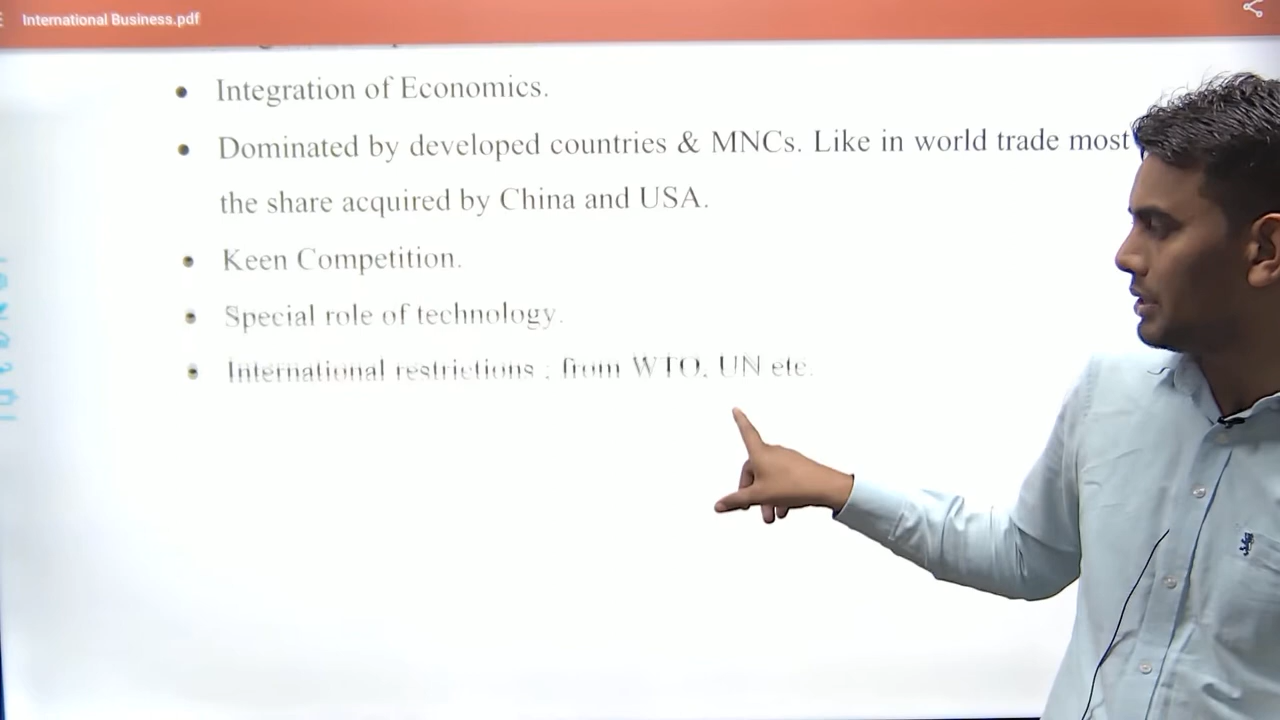 International Business.pdf
• Integration of Economics.
• Dominated by developed countries & MNCs. Like in world trade most
the share acquired by China and USA.
• Keen Competition.
• Special role of technology.
• International restrictions : from WTO, UN etc.